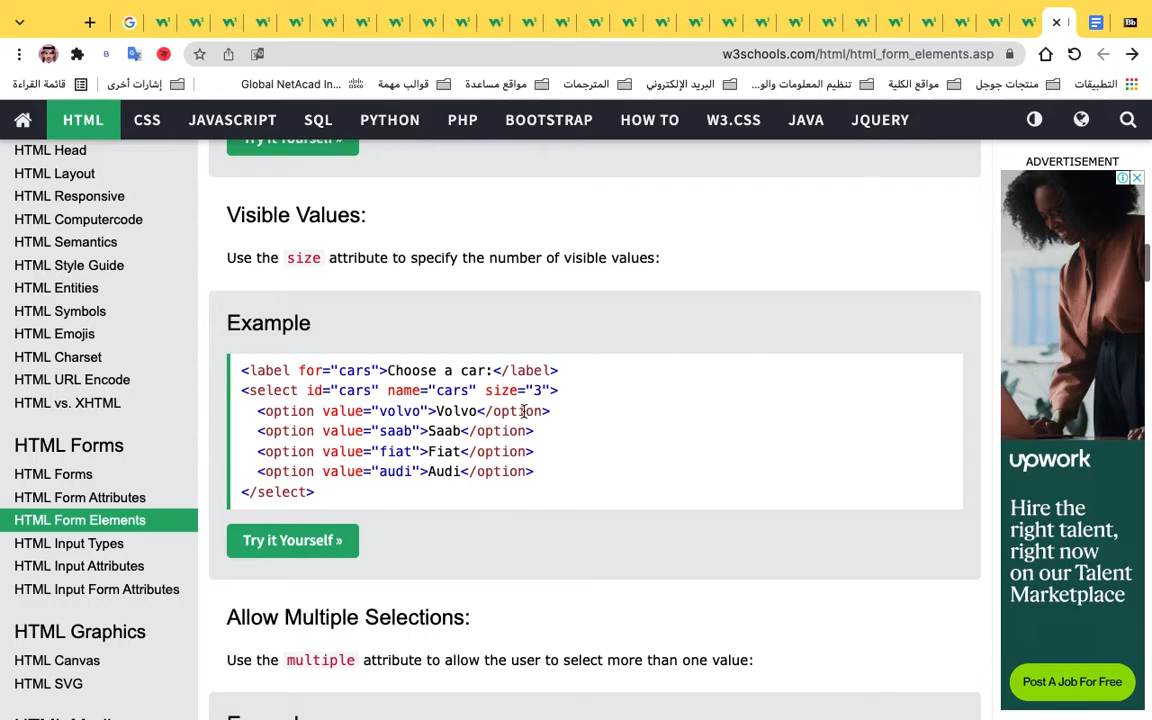 w3schools.com/html/html_form_elements.asp
Bb
التطبيقات
منتجات جوجل
مواقع الكلية
تنظيم المعلومات والو...
البريد الإلكتروني
المترجمات
مواقع مساعدة
قوالب مهمة
Global NetAcad In...
إشارات أخرى
قائمة القراءة
HTML CSS JAVASCRIPT SQL PYTHON PHP BOOTSTRAP HOW TO W3.CSS JAVA JQUERY
HTML Head
HTML Layout
HTML Responsive
HTML Computercode
HTML Semantics
HTML Style Guide
HTML Entities
HTML Symbols
HTML Emojis
HTML Charset
HTML URL Encode
HTML vs. XHTML
HTML Forms
HTML Forms
HTML Form Attributes
HTML Form Elements
HTML Input Types
HTML Input Attributes
HTML Input Form Attributes
HTML Graphics
HTML Canvas
HTML SVG
Try it Yourself »
Visible Values:
Use the size attribute to specify the number of visible values:
Example
<label for="cars">Choose a car:</label>
<select id="cars" name="cars" size="3">
<option value="volvo">Volvo</option>
<option value="saab">Saab</option>
<option value="fiat">Fiat</option>
<option value="audi">Audi</option>
</select>
Try it Yourself »
Allow Multiple Selections:
Use the multiple attribute to allow the user to select more than one value:
ADVERTISEMENT
upwork
Hire the
right talent,
right now
on our Talent
Marketplace
Post A Job For Free